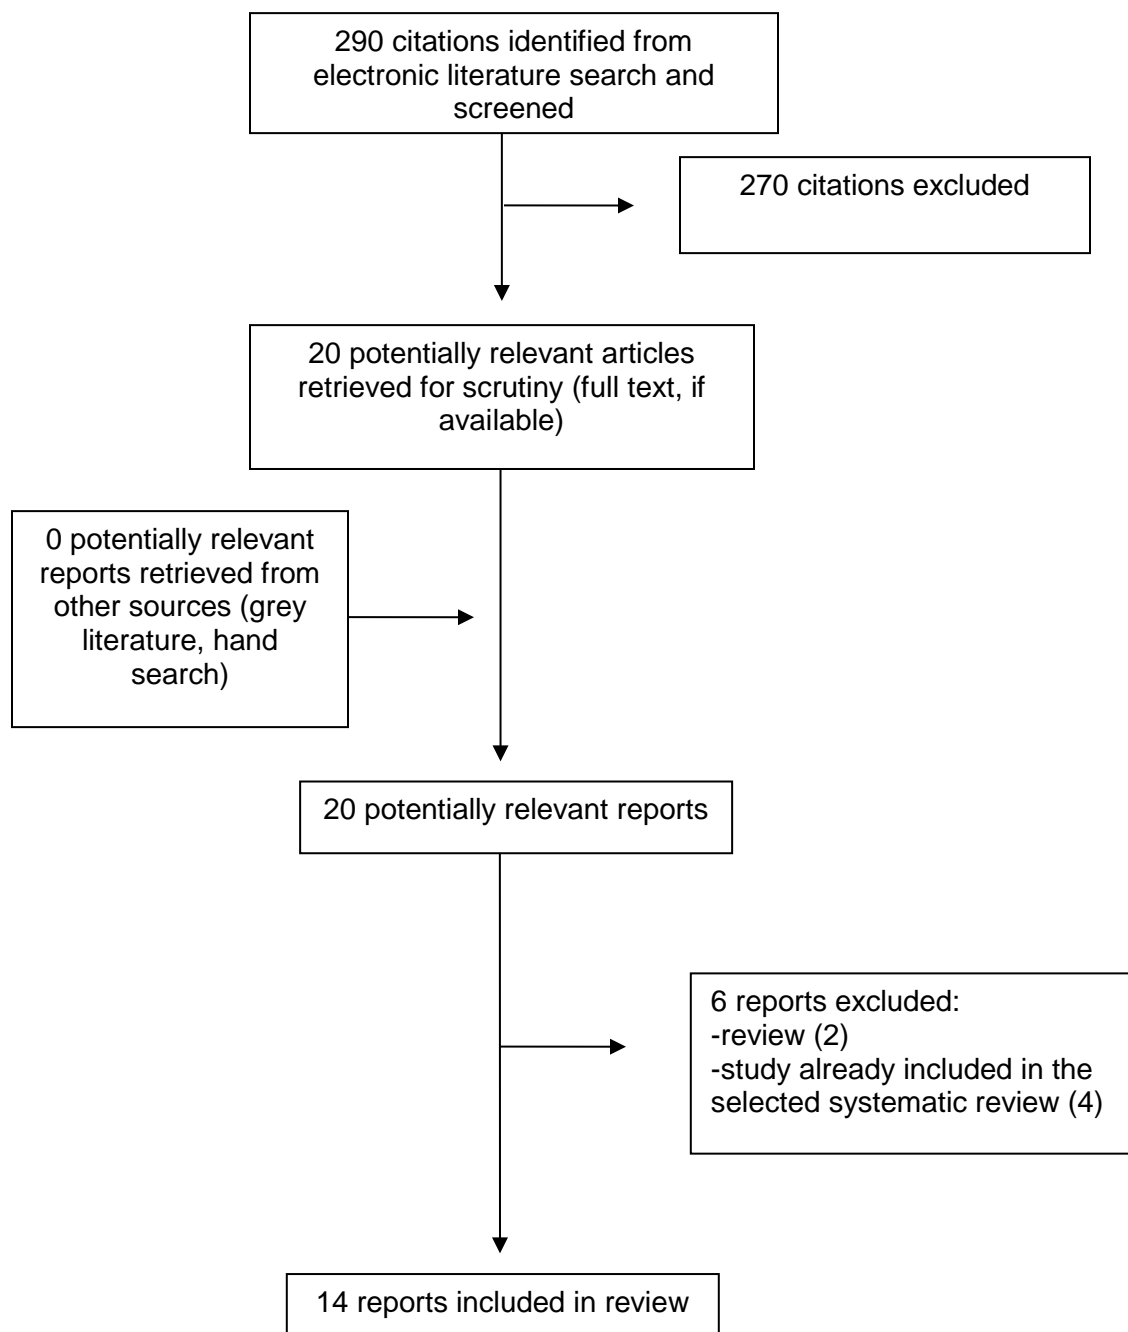 290 citations identified from
electronic literature search and
screened
270 citations excluded
20 potentially relevant articles
retrieved for scrutiny (full text, if
available)
0 potentially relevant
reports retrieved from
other sources (grey
literature, hand
search)
20 potentially relevant reports
6 reports excluded:
-review (2)
-study already included in the
selected systematic review (4)
14 reports included in review